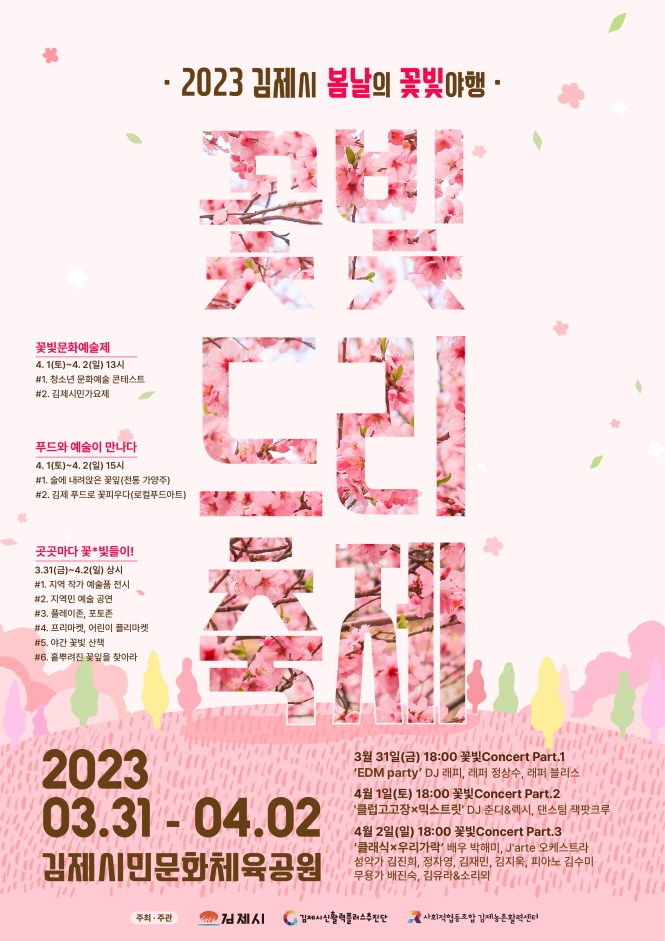 · 2023 김제시 봄날의 꽃빛야행 ·
꽃빛
드리
축제
꽃빛문화예술제
4. 1(토)~4. 2(일) 13시
#1. 청소년 문화예술 콘테스트
#2. 김제시민가요제
푸드와 예술이 만나다
4. 1(토)~4. 2(일) 15시
#1. 술에 내려앉은 꽃잎(전통 가양주)
#2. 김제 푸드로 꽃피우다(로컬푸드아트)
곳곳마다 꽃*빛들이!
3.31(금)~4.2(일) 상시
#1. 지역 작가 예술품 전시
#2. 지역민 예술 공연
#3. 플레이존, 포토존
#4. 프리마켓, 어린이 플리마켓
#5. 야간 꽃빛 산책
#6. 흩뿌려진 꽃잎을 찾아라
2023
03.31 - 04.02
김제시민문화체육공원
3월 31일(금) 18:00 꽃빛Concert Part.1
'EDM party' DJ 래피, 래퍼 정상수, 래퍼 블리스
4월 1일(토) 18:00 꽃빛Concert Part.2
'클럽고고장×믹스트릿' DJ 춘디&렉시, 댄스팀 잭팟크루
4월 2일(일) 18:00 꽃빛Concert Part.3
'클래식×우리가락' 배우 박해미, J'arte 오케스트라
성악가 김진희, 정자영, 김재민, 김지욱, 피아노 김수미
무용가 배진숙, 김유라&소리꾀
주최 · 주관
김제시
김제시신활력플러스추진단
사회적협동조합 김제농촌활력센터